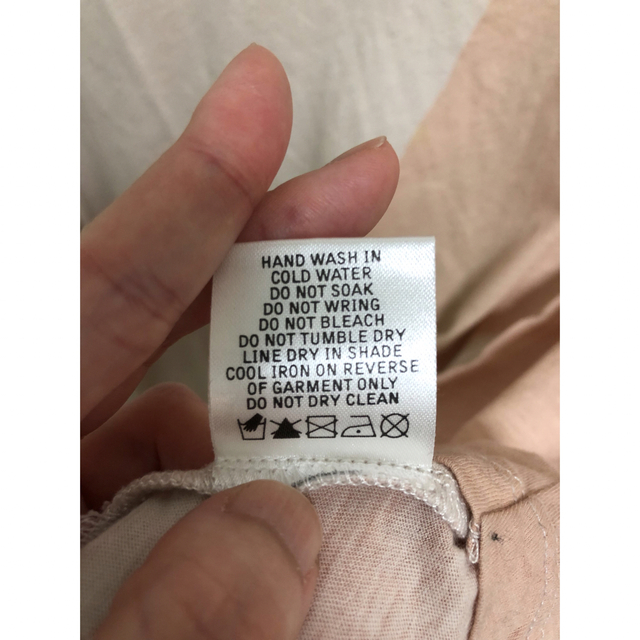 HAND WASH IN
COLD WATER
DO NOT SOAK
DO NOT WRING
DO NOT BLEACH
DO NOT TUMBLE DRY
LINE DRY IN SHADE
COOL IRON ON REVERSE
OF GARMENT ONLY
DO NOT DRY CLEAN